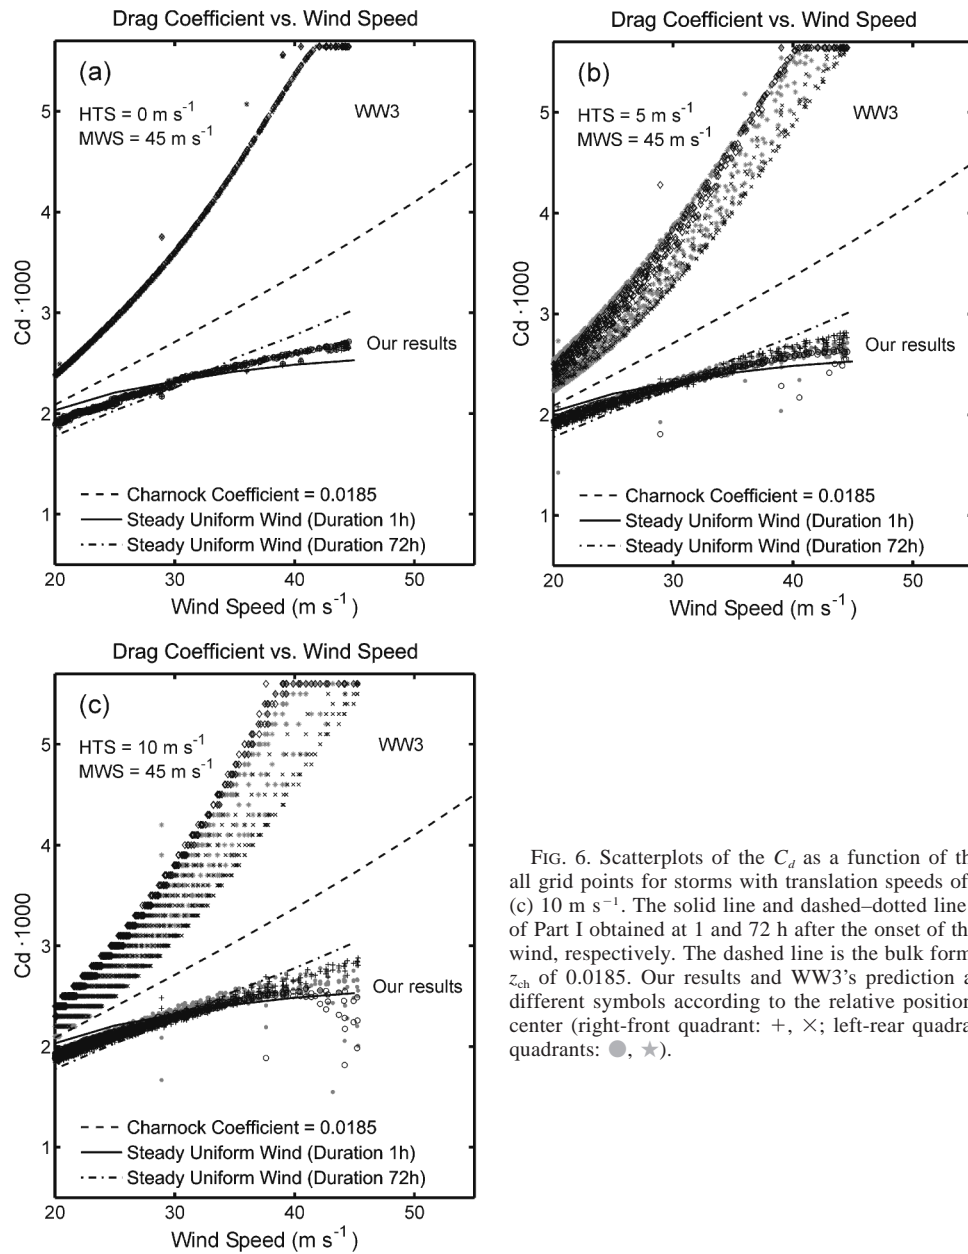 Drag Coefficient vs. Wind Speed
(a)
HTS = 0 m s⁻¹
MWS = 45 m s⁻¹
WW3
Our results
Cd ·1000
5
4
3
2
1
Charnock Coefficient = 0.0185
Steady Uniform Wind (Duration 1h)
Steady Uniform Wind (Duration 72h)
20 30 40 50
Wind Speed (m s⁻¹ )
Drag Coefficient vs. Wind Speed
(b)
HTS = 5 m s⁻¹
MWS = 45 m s⁻¹
WW3
Our results
Cd ·1000
5
4
3
2
1
Charnock Coefficient = 0.0185
Steady Uniform Wind (Duration 1h)
Steady Uniform Wind (Duration 72h)
20 30 40 50
Wind Speed (m s⁻¹ )
Drag Coefficient vs. Wind Speed
(c)
HTS = 10 m s⁻¹
MWS = 45 m s⁻¹
WW3
Our results
Cd ·1000
5
4
3
2
1
Charnock Coefficient = 0.0185
Steady Uniform Wind (Duration 1h)
Steady Uniform Wind (Duration 72h)
20 30 40 50
Wind Speed (m s⁻¹ )
FIG. 6. Scatterplots of the C_d as a function of th
all grid points for storms with translation speeds of
(c) 10 m s⁻¹. The solid line and dashed–dotted line
of Part I obtained at 1 and 72 h after the onset of th
wind, respectively. The dashed line is the bulk form
z_ch of 0.0185. Our results and WW3's prediction a
different symbols according to the relative position
center (right-front quadrant: +, ×; left-rear quadra
quadrants: ●, ★).